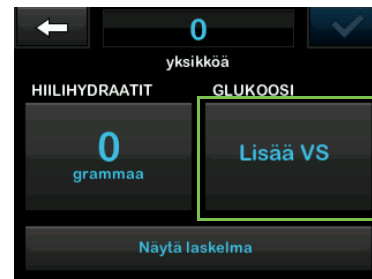 0
yksikköä
HIILIHYDRAATIT
GLUKOOSI
0
grammaa
Lisää VS
Näytä laskelma